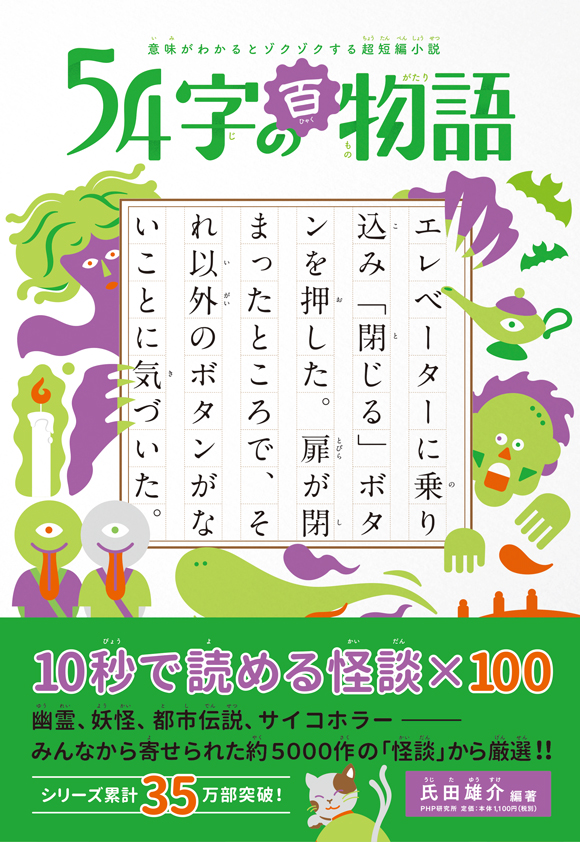 意味がわかるとゾクゾクする超短編小説
54字の百物語
エレベーターに乗り
込み「閉じる」ボタ
ンを押した。扉が閉
まったところで、そ
れ以外のボタンがな
いことに気づいた。
10秒で読める怪談×100
幽霊、妖怪、都市伝説、サイコホラー――
みんなから寄せられた約5000作の「怪談」から厳選!!
シリーズ累計35万部突破!
氏田雄介 編著
PHP研究所 定価:本体1,100円(税別)